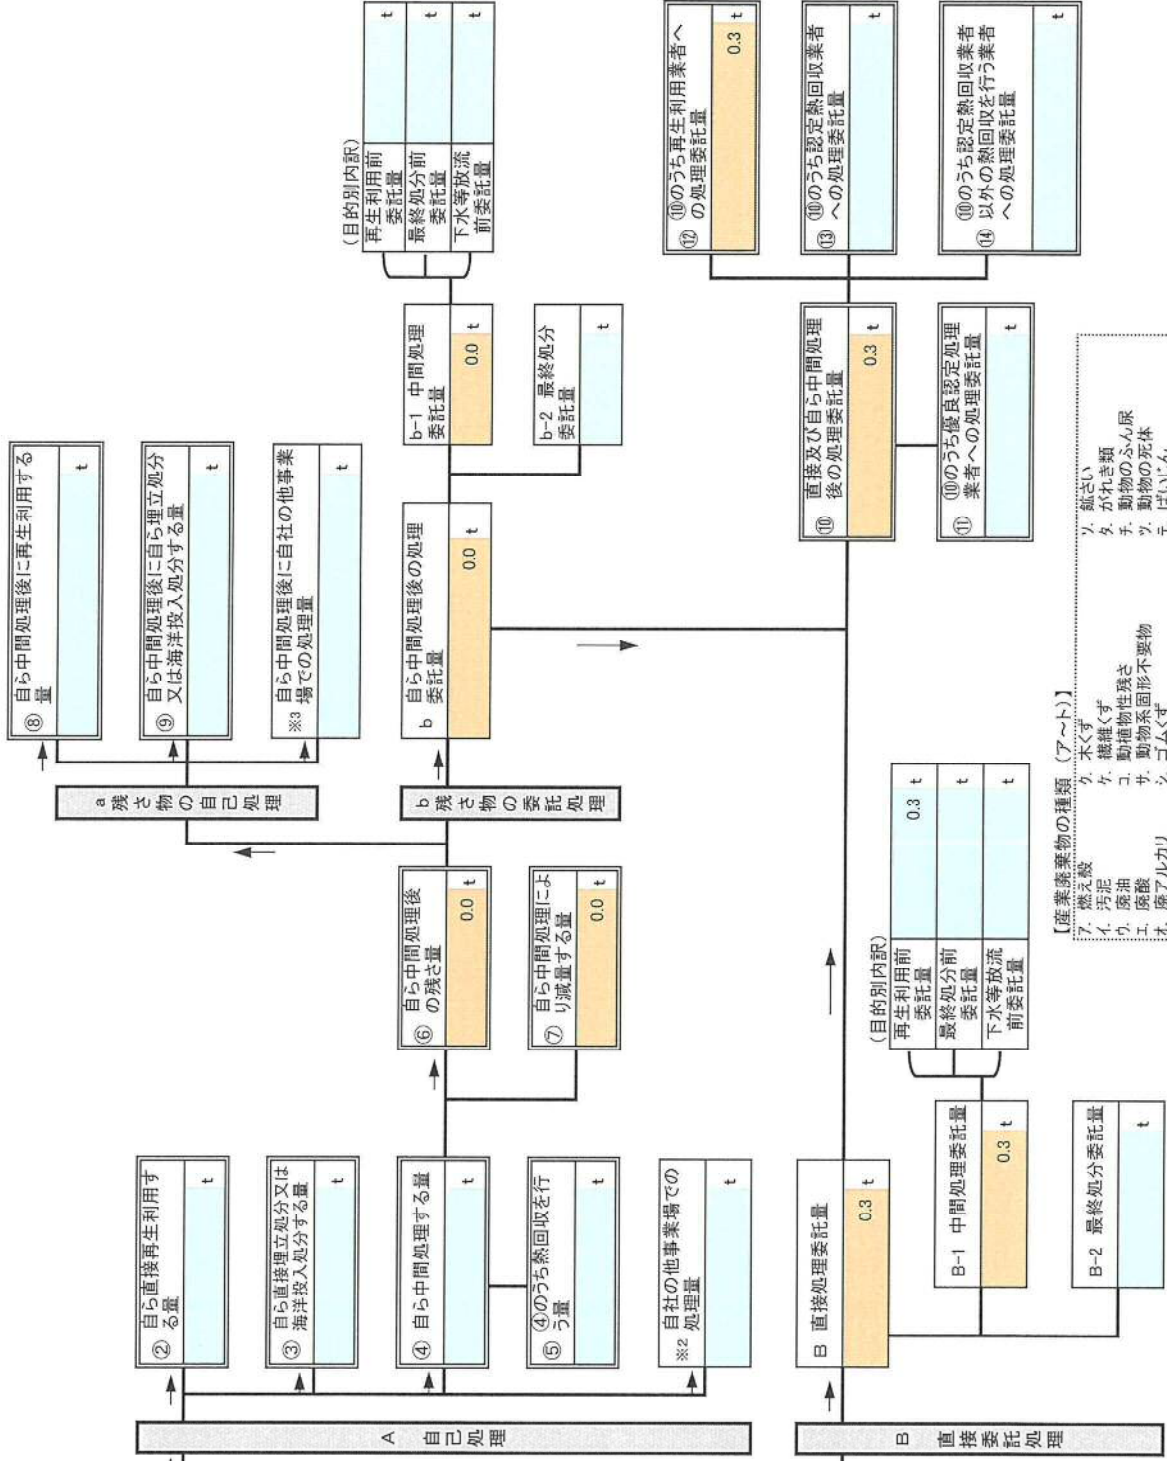 A 自己処理
② 自ら直接再生利用す
る量
t
③ 自ら直接埋立処分又は
海洋投入処分する量
t
④ 自ら中間処理する量
t
⑤ ④のうち熱回収を行
う量
t
※2 自社の他事業場での
処理量
t
⑥ 自ら中間処理後
の残さ量
0.0 t
⑦ 自ら中間処理によ
り減量する量
0.0 t
a 残さ物の自己処理
⑧ 自ら中間処理後に再生利用する
量
t
⑨ 自ら中間処理後に自ら埋立処分
又は海洋投入処分する量
t
※3 自ら中間処理後に自社の他事業
場での処理量
t
b 残さ物の委託処理
b 自ら中間処理後の処理
委託量
0.0 t
b-1 中間処理
委託量
0.0 t
b-2 最終処分
委託量
t
(目的別内訳)
再生利用前
委託量
t
最終処分前
委託量
t
下水等放流
前委託量
t
B 直接委託処理
B 直接処理委託量
0.3 t
B-1 中間処理委託量
0.3 t
B-2 最終処分委託量
t
(目的別内訳)
再生利用前
委託量
0.3 t
最終処分前
委託量
t
下水等放流
前委託量
t
⑩ 直接及び自ら中間処理
後の処理委託量
0.3 t
⑪ ⑩のうち優良認定処理
業者への処理委託量
t
⑫ ⑩のうち再生利用業者へ
の処理委託量
0.3 t
⑬ ⑩のうち認定熱回収業者
への処理委託量
t
⑭ ⑩のうち認定熱回収業者
以外の熱回収を行う業者
への処理委託量
t
【産業廃棄物の種類(ア~ト)】
ア. 燃え殻 ク. 木くず ソ. 鉱さい
イ. 汚泥 ケ. 繊維くず タ. がれき類
ウ. 廃油 コ. 動植物性残さ チ. 動物のふん尿
エ. 廃酸 サ. 動物系固形不要物 ツ. 動物の死体
オ. 廃アルカリ シ. ゴムくず テ. ばいじん